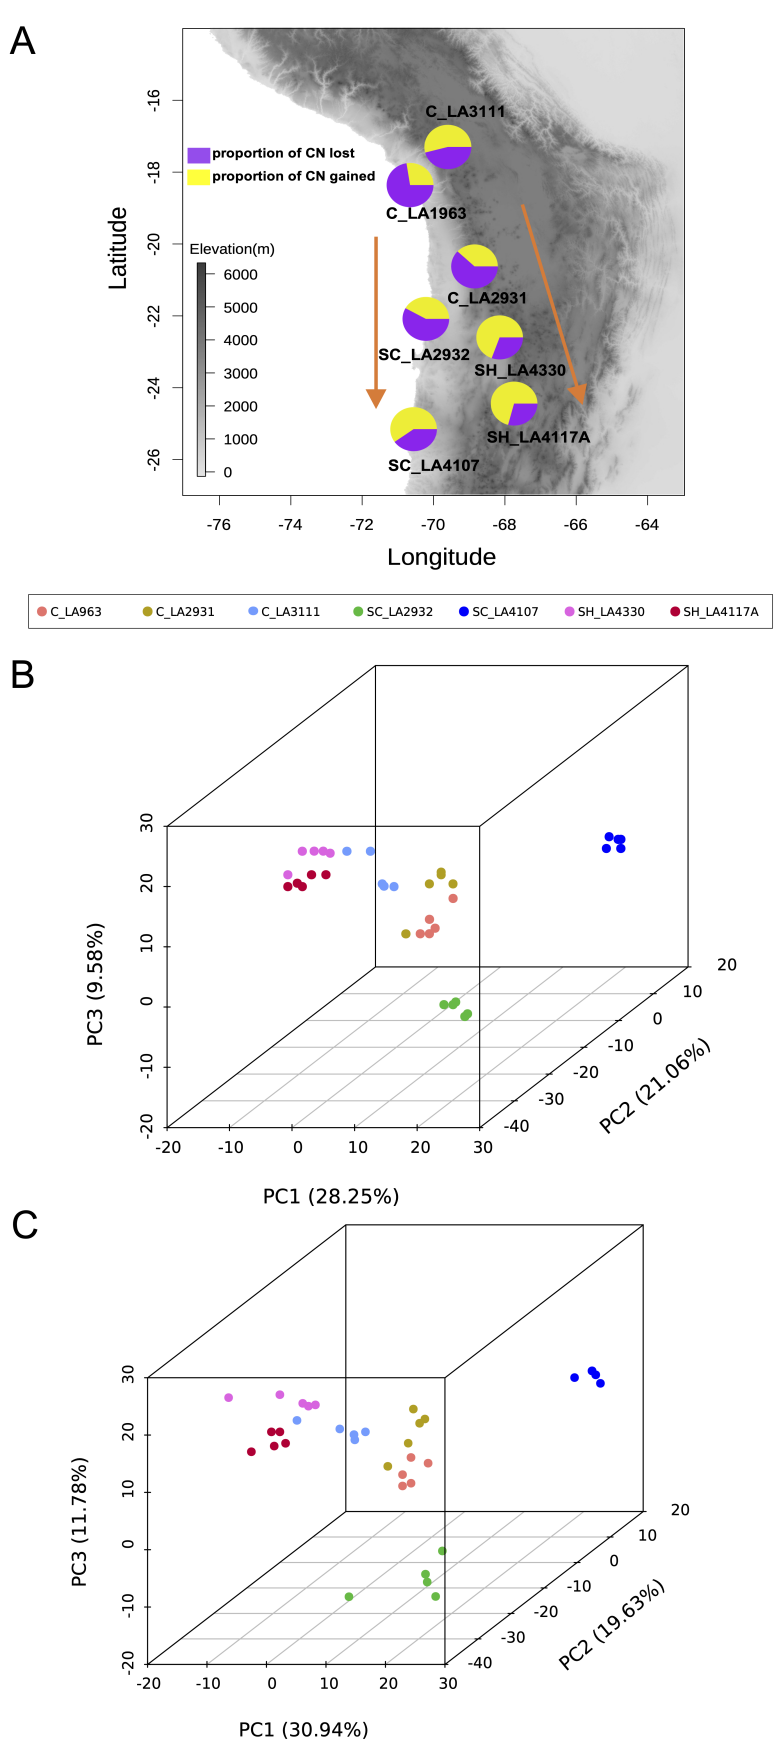 A
C_LA3111
proportion of CN lost
proportion of CN gained
C_LA1963
Elevation(m)
6000
5000
4000
3000
2000
1000
0
C_LA2931
SC_LA2932
SH_LA4330
SH_LA4117A
SC_LA4107
Latitude
-16
-18
-20
-22
-24
-26
-76 -74 -72 -70 -68 -66 -64
Longitude
C_LA963 C_LA2931 C_LA3111 SC_LA2932 SC_LA4107 SH_LA4330 SH_LA4117A
B
PC3 (9.58%)
30
20
10
0
-10
-20
-20 -10 0 10 20 30
PC1 (28.25%)
20
10
0
-10
-20
-30
-40
PC2 (21.06%)
C
PC3 (11.78%)
30
20
10
0
-10
-20
-20 -10 0 10 20 30
PC1 (30.94%)
20
10
0
-10
-20
-30
-40
PC2 (19.63%)